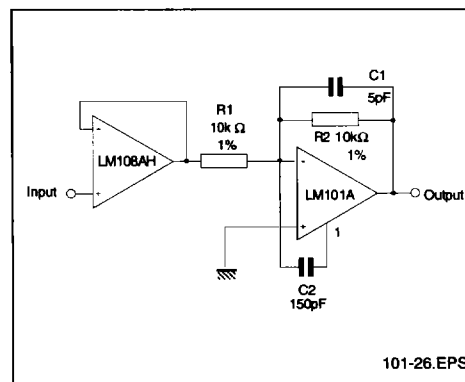 C1
5pF
R1
10k Ω
1%
R2 10kΩ
1%
-
LM108AH
+
Input
-
LM101A
+
1
Output
C2
150pF
101-26.EPS